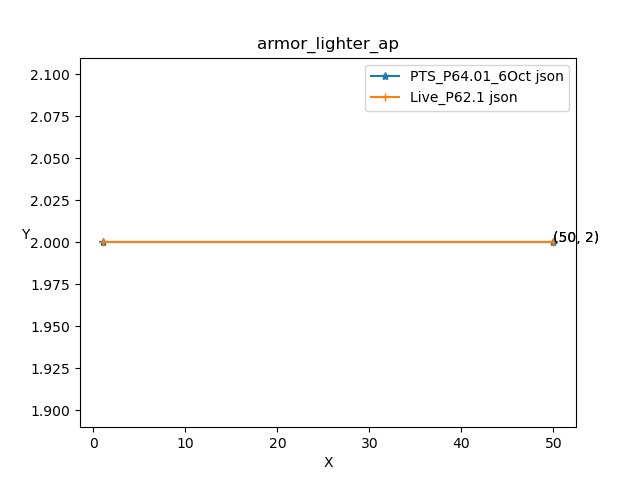 armor_lighter_ap
PTS_P64.01_6Oct json
Live_P62.1 json
2.100
2.075
2.050
2.025
2.000
1.975
1.950
1.925
1.900
Y
(50, 2)
0 10 20 30 40 50
X